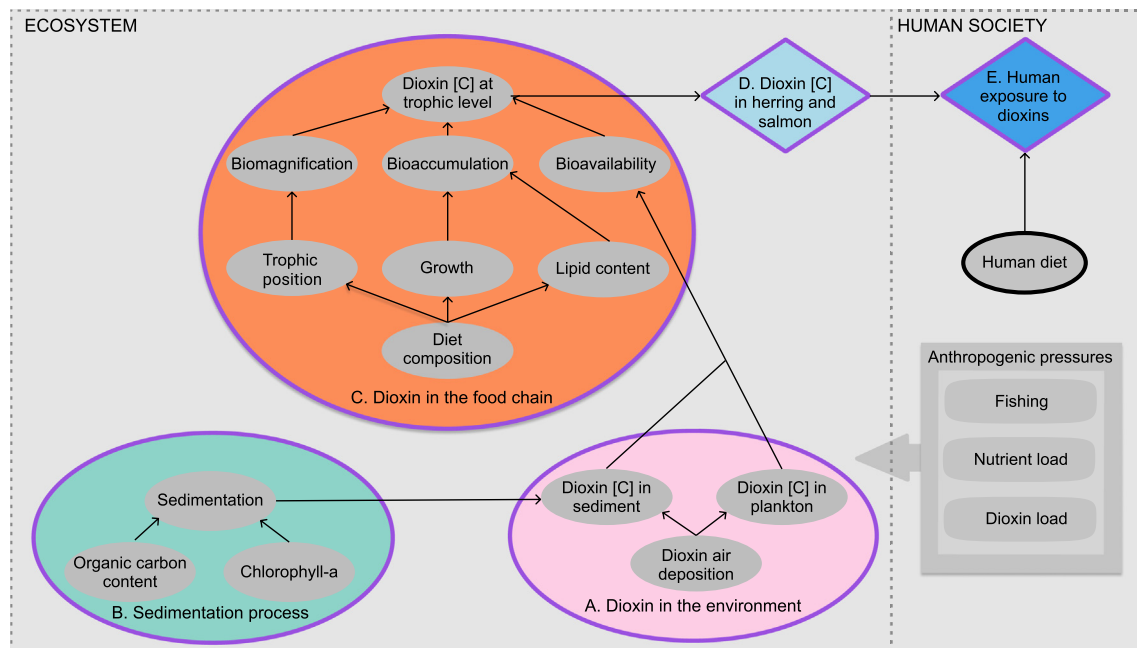 ECOSYSTEM
HUMAN SOCIETY
Dioxin [C] at
trophic level
D. Dioxin [C]
in herring and
salmon
E. Human
exposure to
dioxins
Biomagnification
Bioaccumulation
Bioavailability
Trophic
position
Growth
Lipid content
Human diet
Diet
composition
C. Dioxin in the food chain
Anthropogenic pressures
Fishing
Nutrient load
Dioxin load
Sedimentation
Organic carbon
content
Chlorophyll-a
B. Sedimentation process
Dioxin [C] in
sediment
Dioxin [C] in
plankton
Dioxin air
deposition
A. Dioxin in the environment